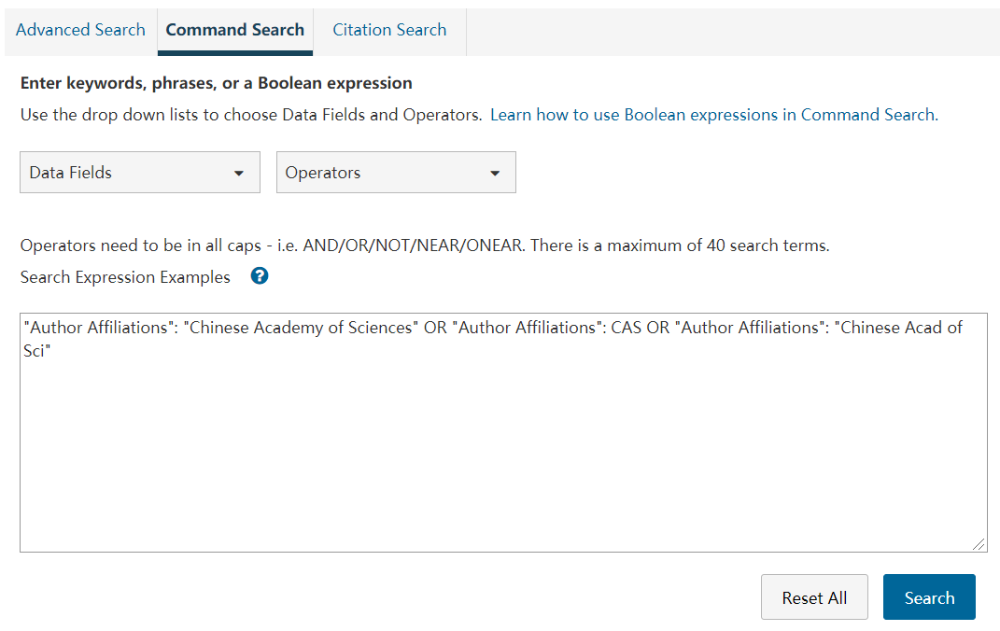 Advanced Search
Command Search
Citation Search
Enter keywords, phrases, or a Boolean expression
Use the drop down lists to choose Data Fields and Operators. Learn how to use Boolean expressions in Command Search.
Data Fields
Operators
Operators need to be in all caps - i.e. AND/OR/NOT/NEAR/ONEAR. There is a maximum of 40 search terms.
Search Expression Examples ?
"Author Affiliations": "Chinese Academy of Sciences" OR "Author Affiliations": CAS OR "Author Affiliations": "Chinese Acad of
Sci"
Reset All
Search